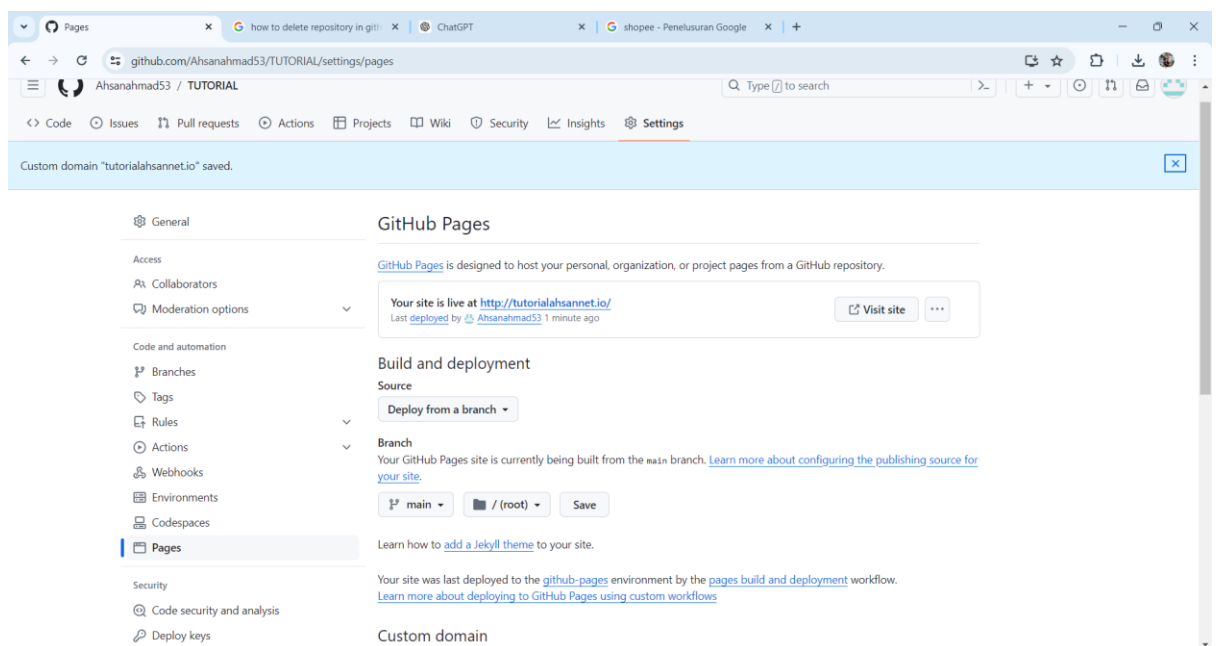 Pages
how to delete repository in gith
ChatGPT
shopee - Penelusuran Google
github.com/Ahsanahmad53/TUTORIAL/settings/pages
Ahsanahmad53 / TUTORIAL
Type / to search
Code Issues Pull requests Actions Projects Wiki Security Insights Settings
Custom domain "tutorialahsannet.io" saved.
General
Access
Collaborators
Moderation options
Code and automation
Branches
Tags
Rules
Actions
Webhooks
Environments
Codespaces
Pages
Security
Code security and analysis
Deploy keys
GitHub Pages
GitHub Pages is designed to host your personal, organization, or project pages from a GitHub repository.
Your site is live at http://tutorialahsannet.io/
Last deployed by Ahsanahmad53 1 minute ago
Visit site
Build and deployment
Source
Deploy from a branch
Branch
Your GitHub Pages site is currently being built from the main branch. Learn more about configuring the publishing source for
your site.
main / (root) Save
Learn how to add a Jekyll theme to your site.
Your site was last deployed to the github-pages environment by the pages build and deployment workflow.
Learn more about deploying to GitHub Pages using custom workflows
Custom domain